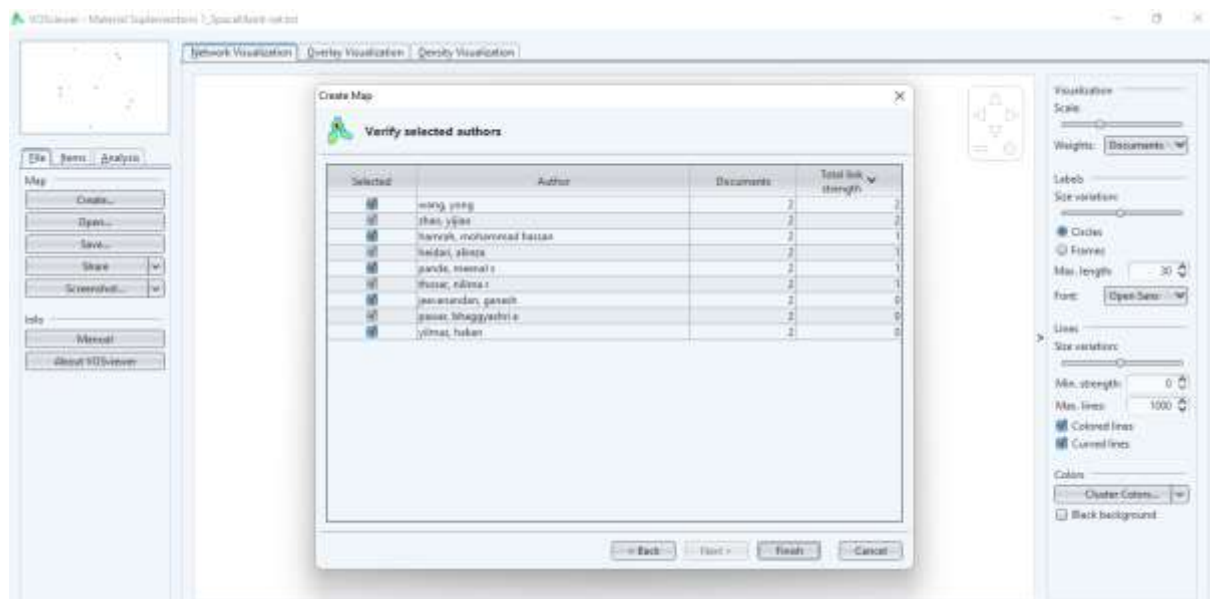 VOSviewer - Material Suplementario 1_
Network Visualization Overlay Visualization Density Visualization
File Items Analysis
Map
Create...
Open...
Save...
Share
Screenshot...
Info
Manual
About VOSviewer
Create Map
Verify selected authors
Selected Author Documents Total link strength
wang, yong 2 2
zhao, yijiao 2 2
hamrah, mohammad hassan 2 1
heidari, alireza 2 1
pande, meenal s 2 1
thosar, nilima r 2 1
jeevanandan, ganesh 2 0
pawar, bhaggyashri a 2 0
yilmaz, hakan 2 0
< Back Next > Finish Cancel
Visualization
Scale:
Weights: Documents
Labels
Size variation:
Circles
Frames
Max. length: 30
Font: Open Sans
>
Lines
Size variation:
Min. strength: 0
Max. lines: 1000
Colored lines
Curved lines
Colors
Cluster Colors...
Black background